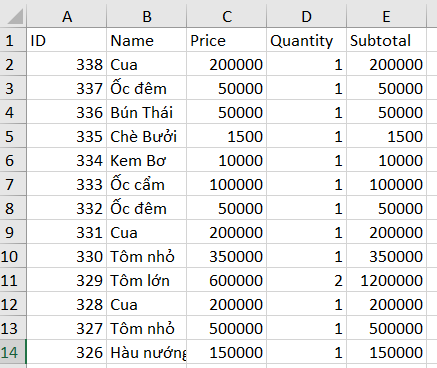 A B C D E
1 ID Name Price Quantity Subtotal
2 338 Cua 200000 1 200000
3 337 Ốc đêm 50000 1 50000
4 336 Bún Thái 50000 1 50000
5 335 Chè Bưởi 1500 1 1500
6 334 Kem Bơ 10000 1 10000
7 333 Ốc cẩm 100000 1 100000
8 332 Ốc đêm 50000 1 50000
9 331 Cua 200000 1 200000
10 330 Tôm nhỏ 350000 1 350000
11 329 Tôm lớn 600000 2 1200000
12 328 Cua 200000 1 200000
13 327 Tôm nhỏ 500000 1 500000
14 326 Hàu nướng 150000 1 150000